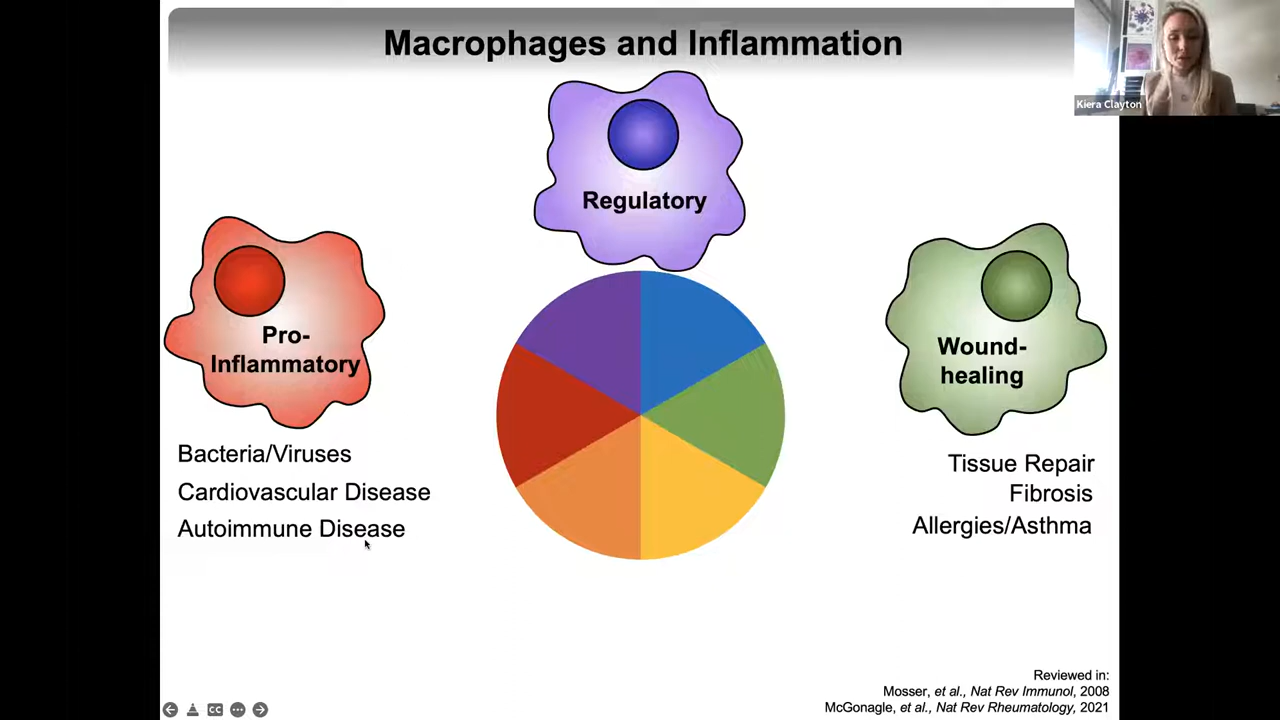 Macrophages and Inflammation
Kiera Clayton
Regulatory
Pro-
Inflammatory
Wound-
healing
Bacteria/Viruses
Cardiovascular Disease
Autoimmune Disease
Tissue Repair
Fibrosis
Allergies/Asthma
Reviewed in:
Mosser, et al., Nat Rev Immunol, 2008
McGonagle, et al., Nat Rev Rheumatology, 2021
CC